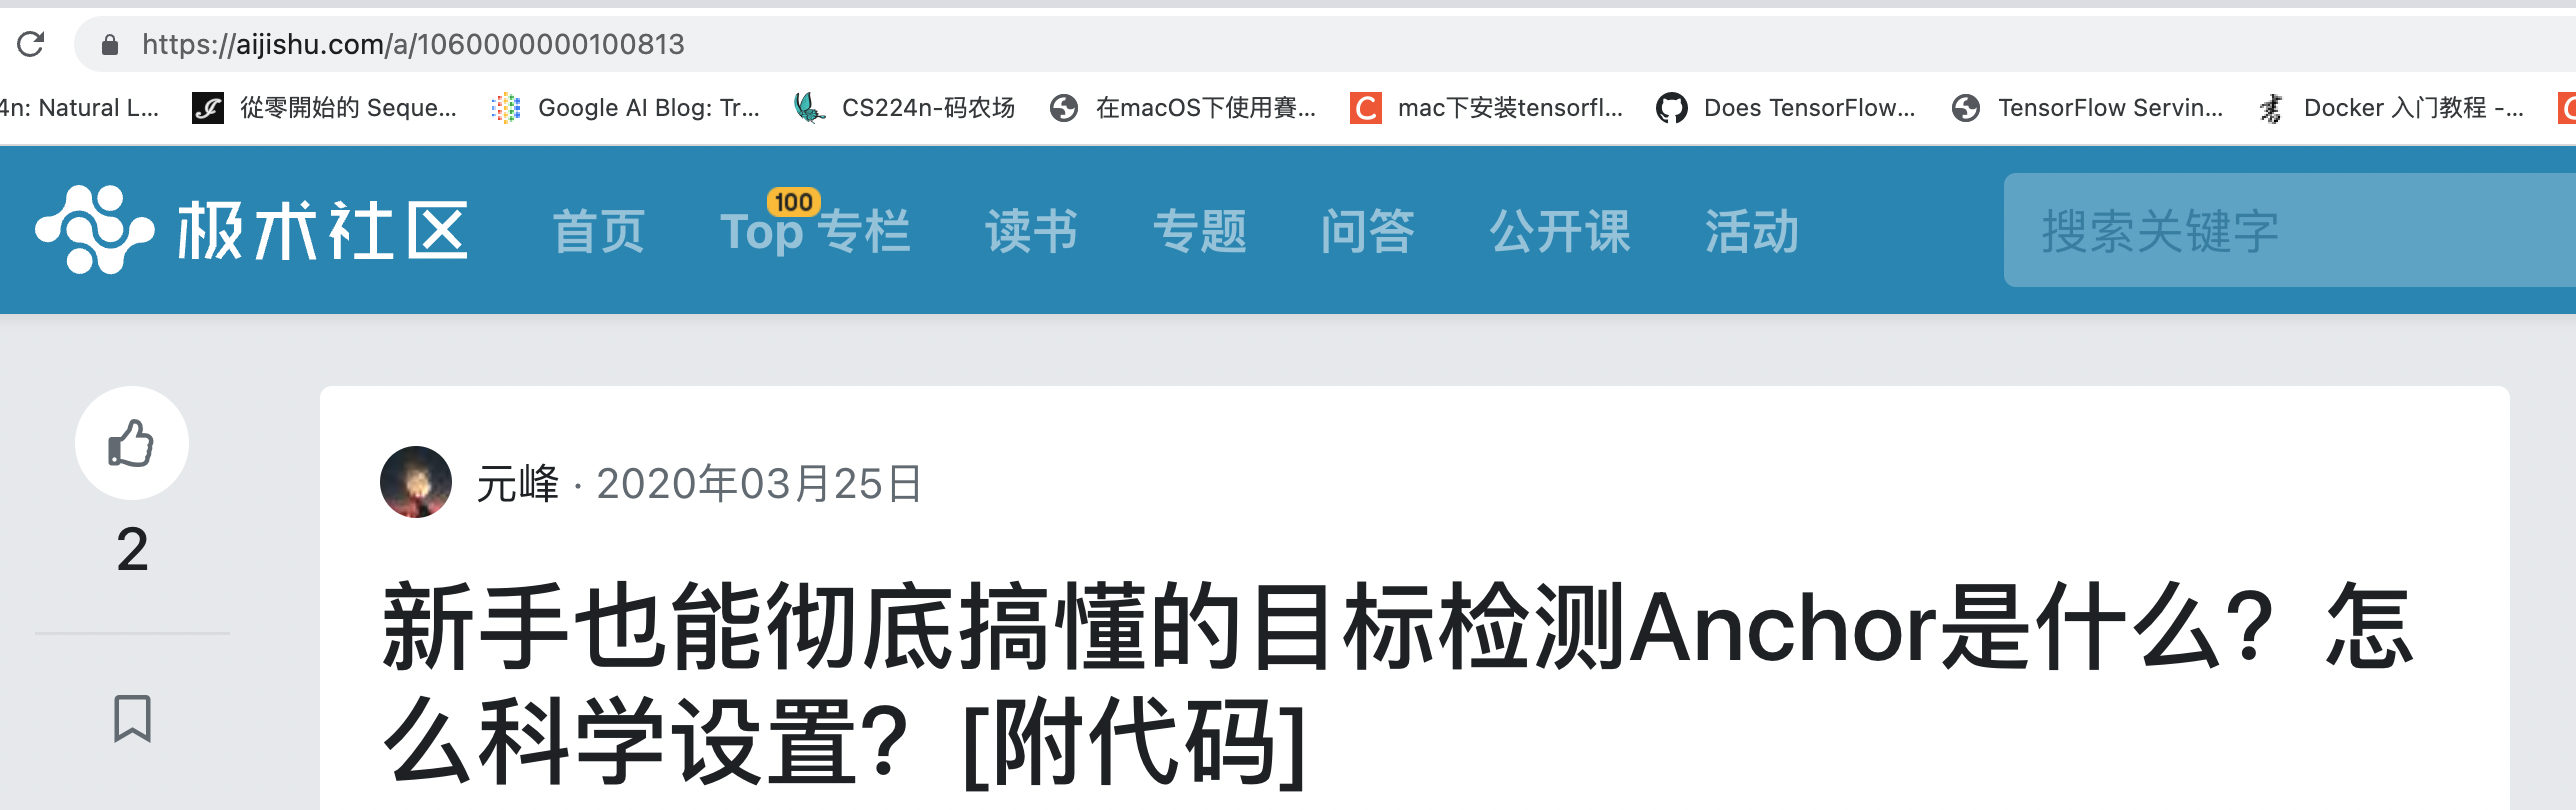 https://aijishu.com/a/1060000000100813
4n: Natural L... 從零開始的 Seque... Google AI Blog: Tr... CS224n-码农场 在macOS下使用賽... mac下安装tensorfl... Does TensorFlow... TensorFlow Servin... Docker 入门教程 -...
极术社区 首页 Top 100 专栏 读书 专题 问答 公开课 活动 搜索关键字
元峰 · 2020年03月25日
2
新手也能彻底搞懂的目标检测Anchor是什么？怎
么科学设置？[附代码]